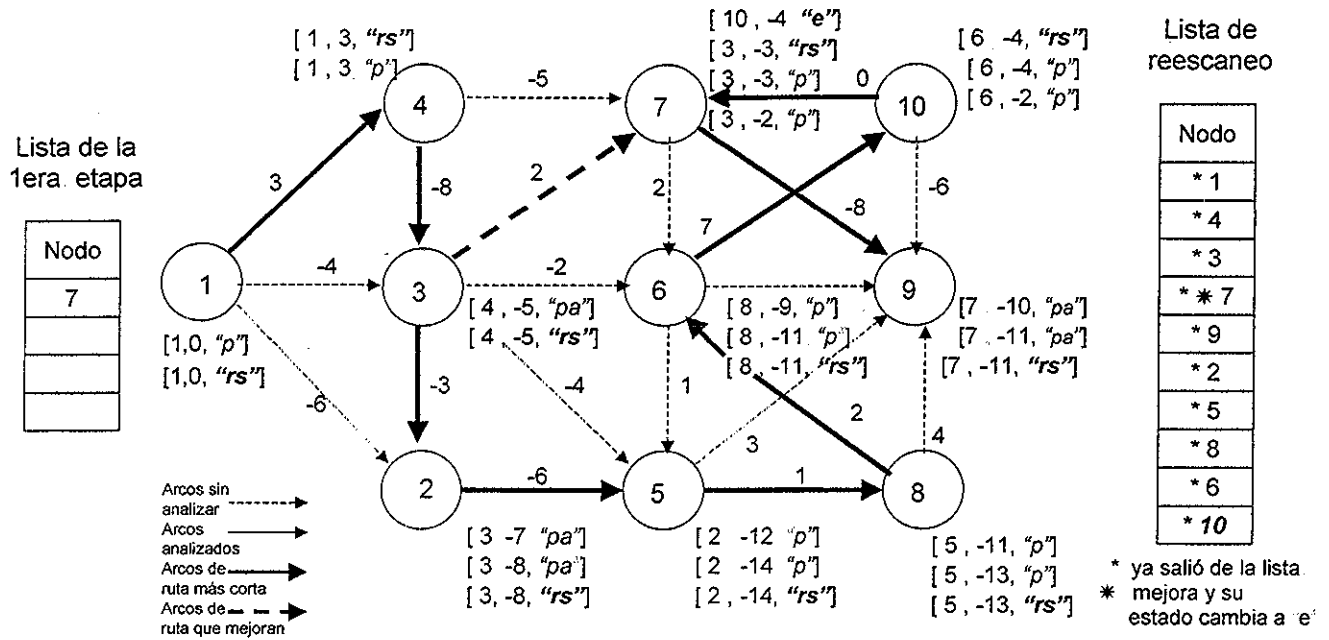 Lista de la
1era. etapa
Nodo
7
[ 1 , 3, "rs"]
[ 1 , 3 "p"]
4
-5
3
-8
1
-4
3
2
[1,0, "p"]
[1,0, "rs"]
-6
-3
2
-6
[ 3 -7 "pa"]
[ 3 -8, "pa"]
[ 3, -8, "rs"]
[ 10 , -4 "e"]
[ 3 , -3, "rs"]
[ 3 , -3, "p"]
[ 3 , -2, "p"]
0
7
2
-8
7
-2
6
[ 4 , -5, "pa"]
[ 4 , -5, "rs"]
-4
1
[ 8 , -9, "p"]
[ 8 , -11, "p"]
[ 8 , -11, "rs"]
2
3
5
1
[ 2 -12 "p"]
[ 2 -14 "p"]
[ 2 , -14, "rs"]
[ 6 -4, "rs"]
[ 6 , -4, "p"]
[ 6 , -2, "p"]
10
-6
9
[7 -10, "pa"]
[7 -11, "pa"]
[7 , -11, "rs"]
4
8
[ 5 , -11, "p"]
[ 5 , -13, "p"]
[ 5 , -13, "rs"]
Arcos sin
analizar
Arcos
analizados
Arcos de
ruta más corta
Arcos de
ruta que mejoran
Lista de
reescaneo
Nodo
* 1
* 4
* 3
* ✷ 7
* 9
* 2
* 5
* 8
* 6
* 10
* ya salió de la lista
✷ mejora y su
estado cambia a "e"